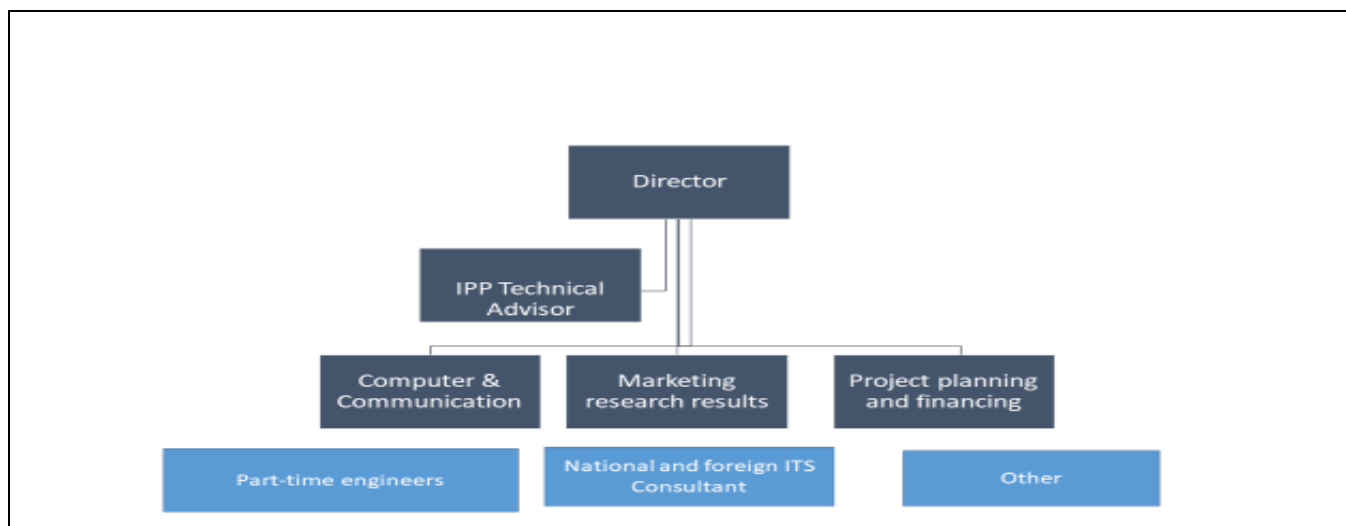 Director
IPP Technical
Advisor
Computer &
Communication
Marketing
research results
Project planning
and financing
Part-time engineers
National and foreign ITS
Consultant
Other